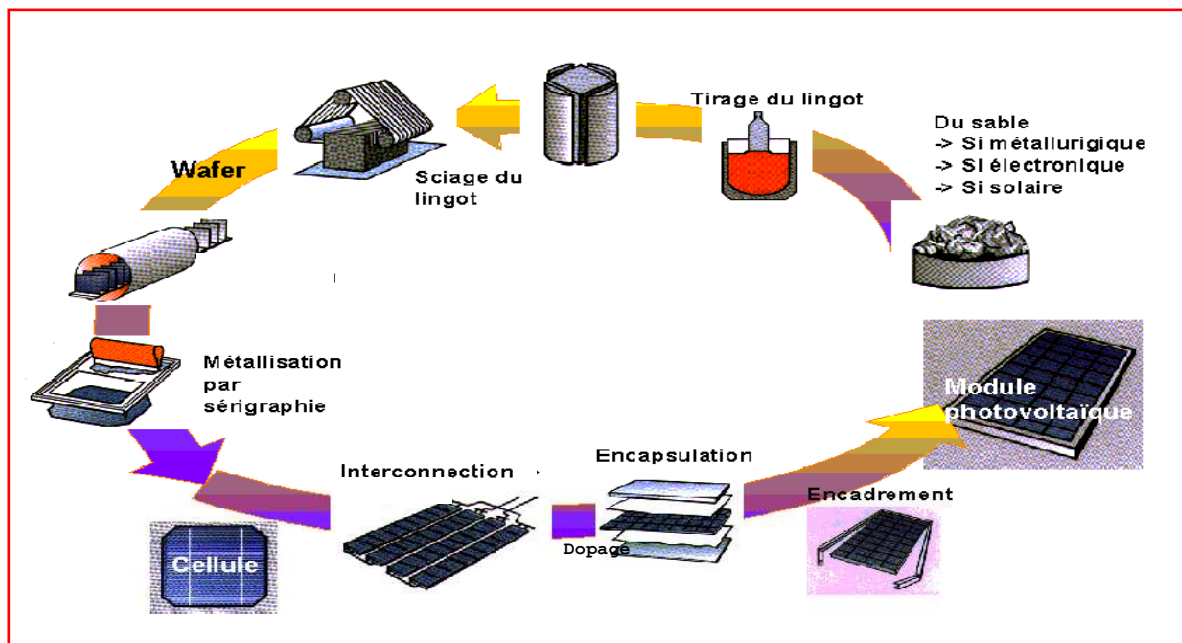 Tirage du lingot
Du sable
-> Si métallurigique
-> Si électronique
-> Si solaire
Sciage du
lingot
Wafer
Métallisation
par
sérigraphie
Cellule
Interconnection
Dopage
Encapsulation
Encadrement
Module
photovoltaïque